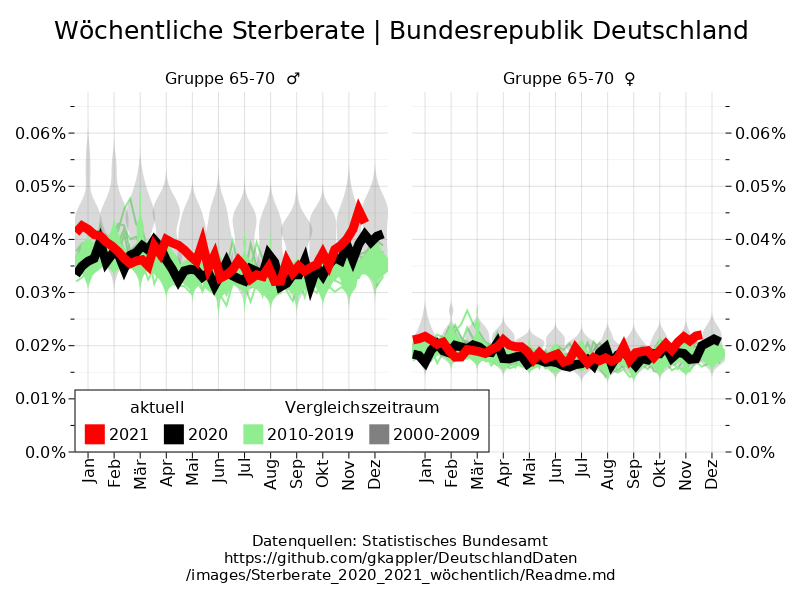 Wöchentliche Sterberate | Bundesrepublik Deutschland
Gruppe 65-70 ♂
Gruppe 65-70 ♀
0.06%
0.05%
0.04%
0.03%
0.02%
0.01%
0.0%
0.06%
0.05%
0.04%
0.03%
0.02%
0.01%
0.0%
aktuell
Vergleichszeitraum
2021
2020
2010-2019
2000-2009
Jan
Feb
Mär
Apr
Mai
Jun
Jul
Aug
Sep
Okt
Nov
Dez
Jan
Feb
Mär
Apr
Mai
Jun
Jul
Aug
Sep
Okt
Nov
Dez
Datenquellen: Statistisches Bundesamt
https://github.com/gkappler/DeutschlandDaten
/images/Sterberate_2020_2021_wöchentlich/Readme.md